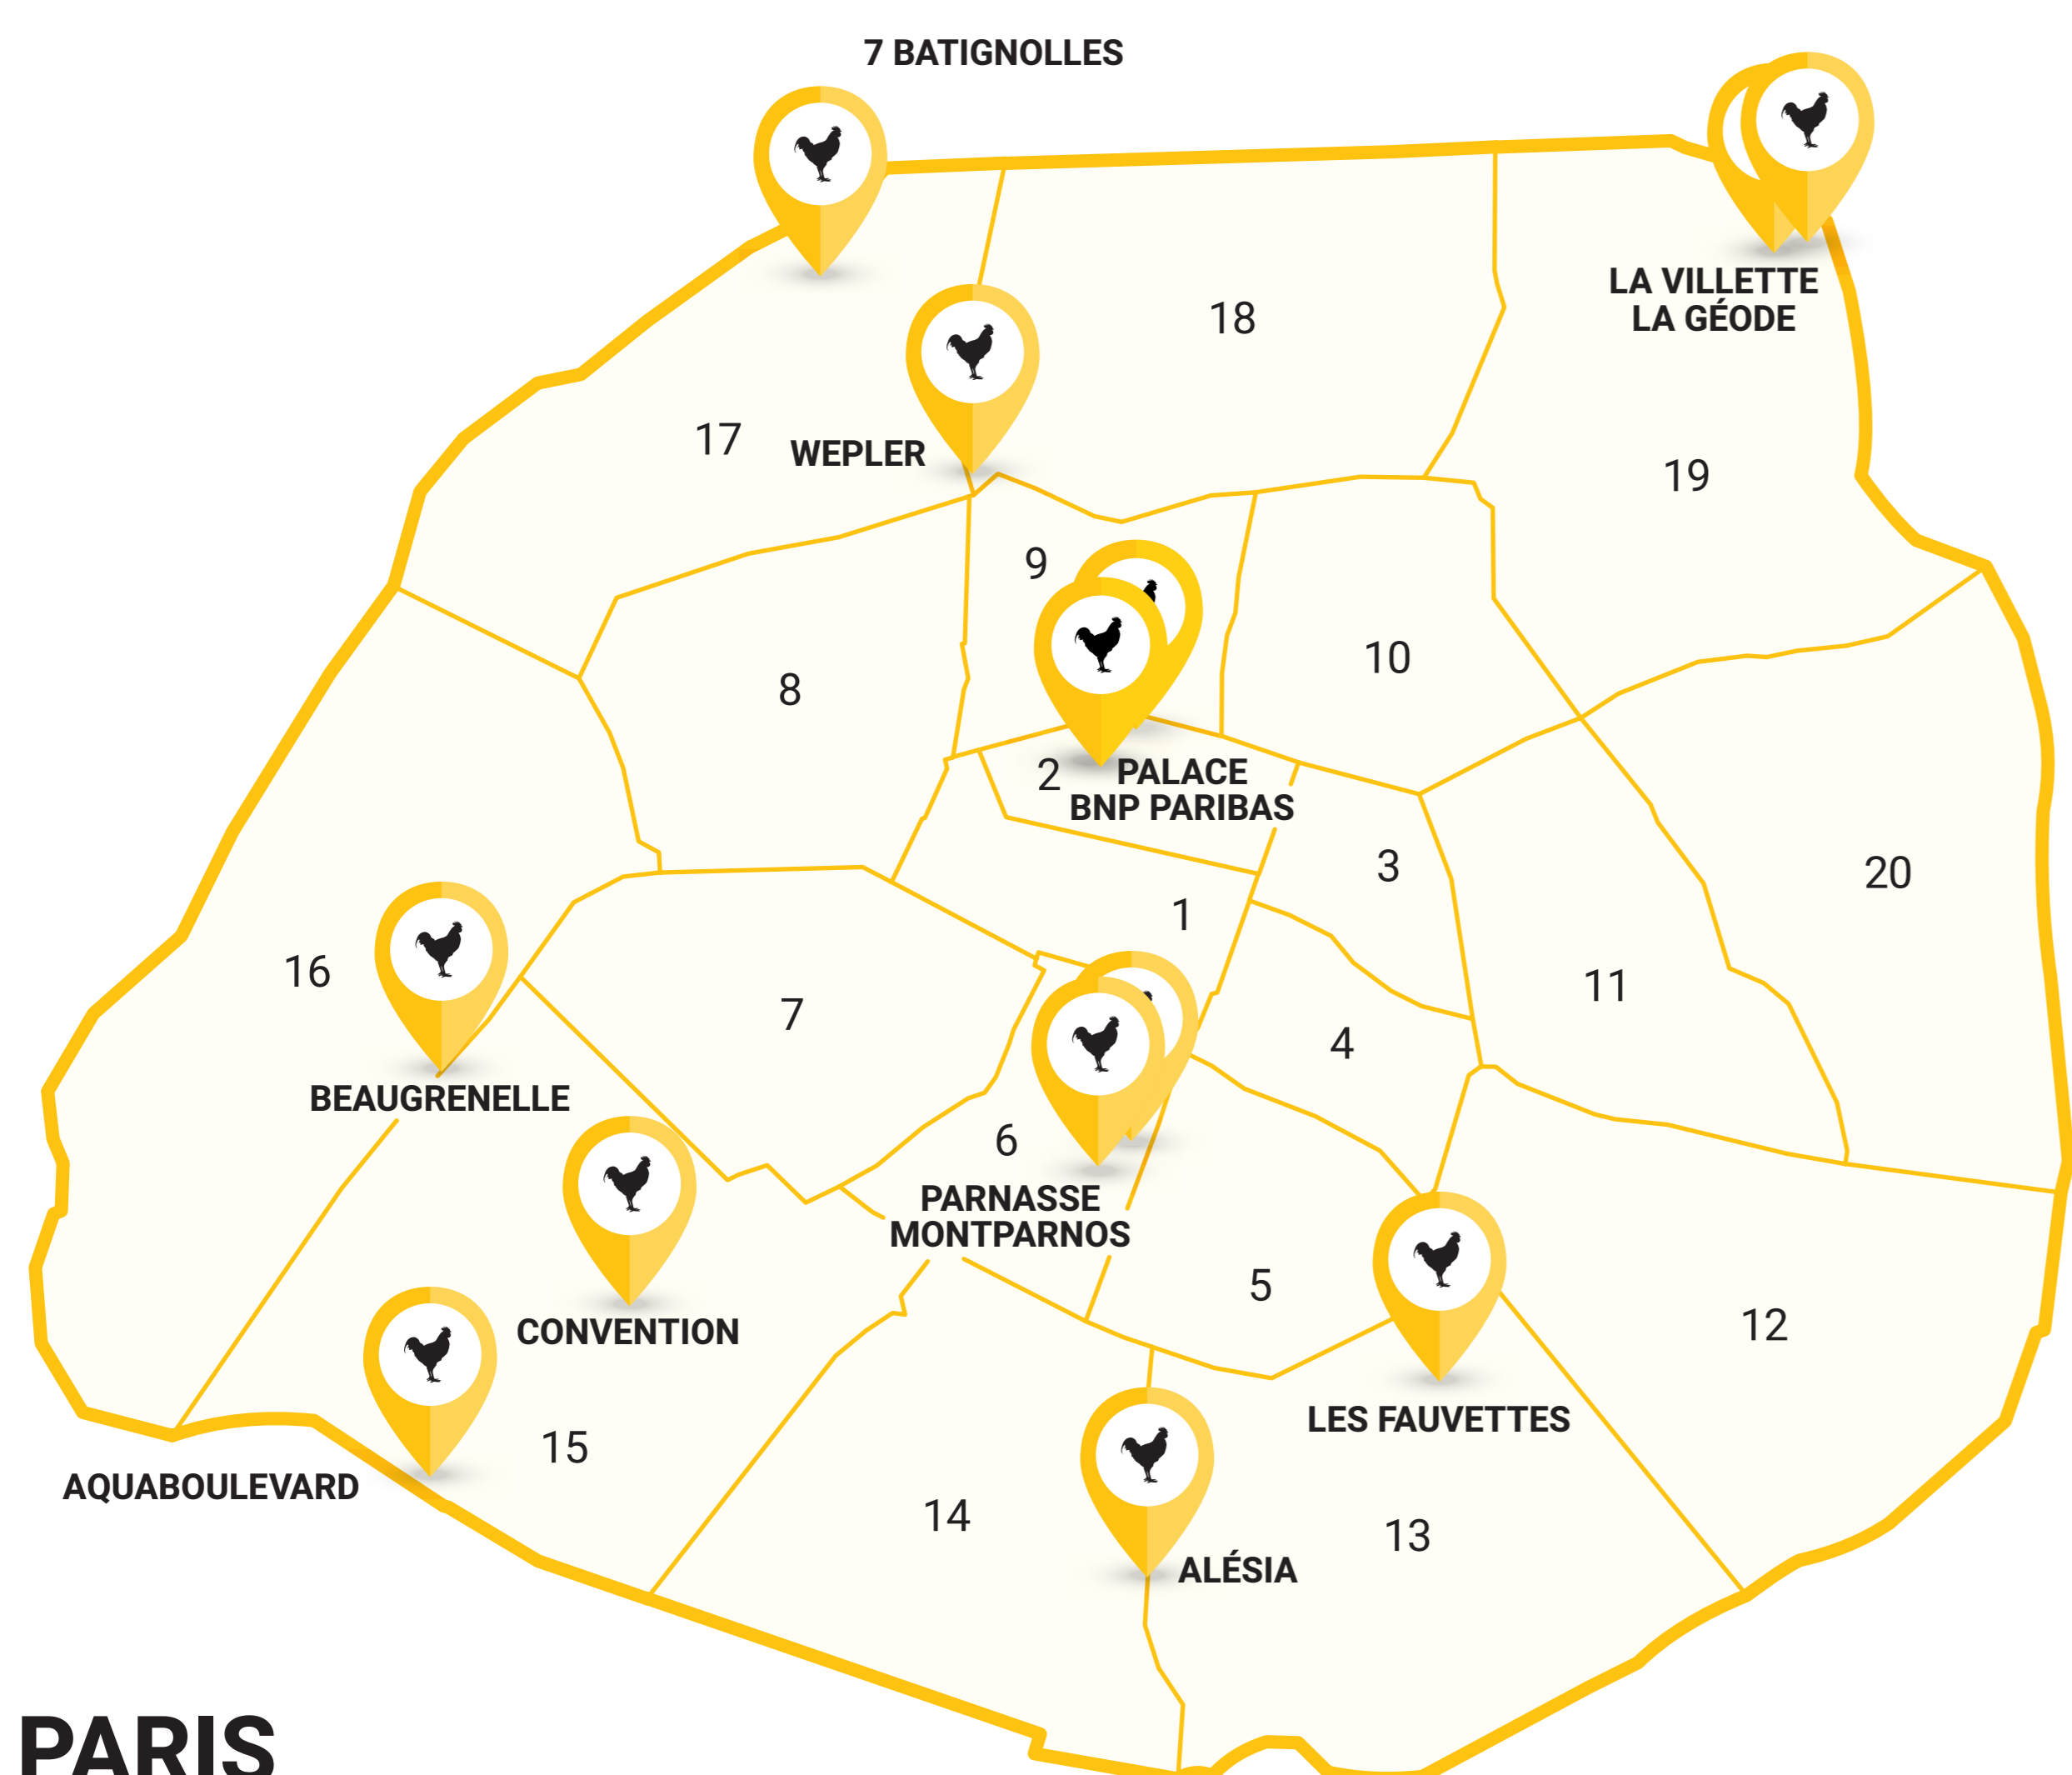 7 BATIGNOLLES
LA VILLETTE
LA GÉODE
18
17
WEPLER
19
9
10
8
2
PALACE
BNP PARIBAS
3
20
1
16
11
7
4
BEAUGRENELLE
6
PARNASSE
MONTPARNOS
5
CONVENTION
12
LES FAUVETTES
15
AQUABOULEVARD
14
13
ALÉSIA
PARIS